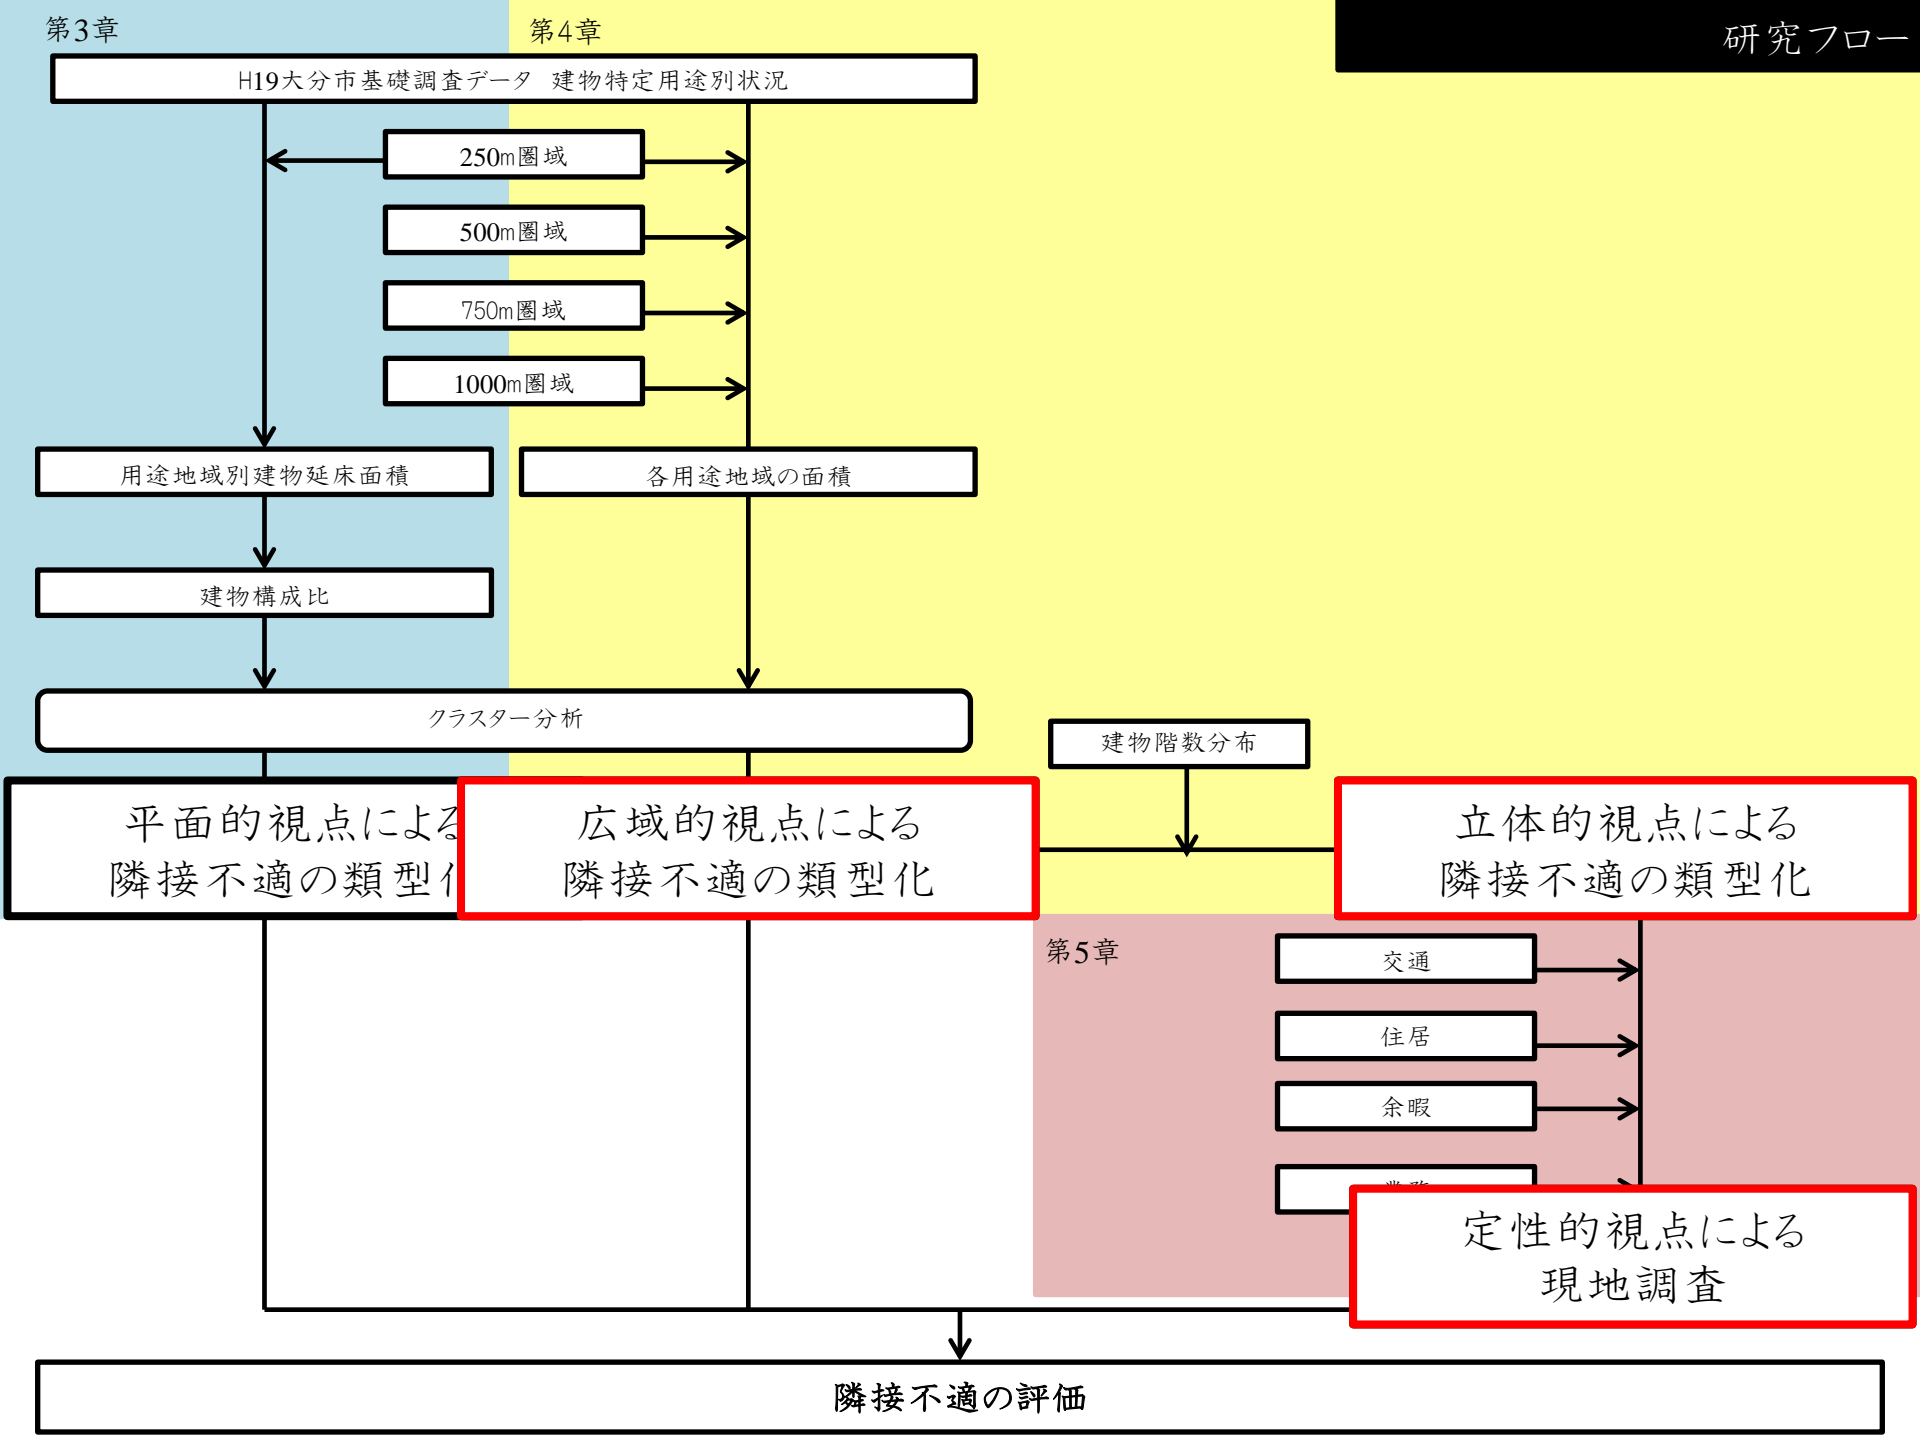 研究フロー
第3章
第4章
H19大分市基礎調査データ 建物特定用途別状況
250m圏域
500m圏域
750m圏域
1000m圏域
用途地域別建物延床面積
各用途地域の面積
建物構成比
クラスター分析
建物階数分布
平面的視点による
隣接不適の類型
広域的視点による
隣接不適の類型化
立体的視点による
隣接不適の類型化
第5章
交通
住居
余暇
定性的視点による
現地調査
隣接不適の評価